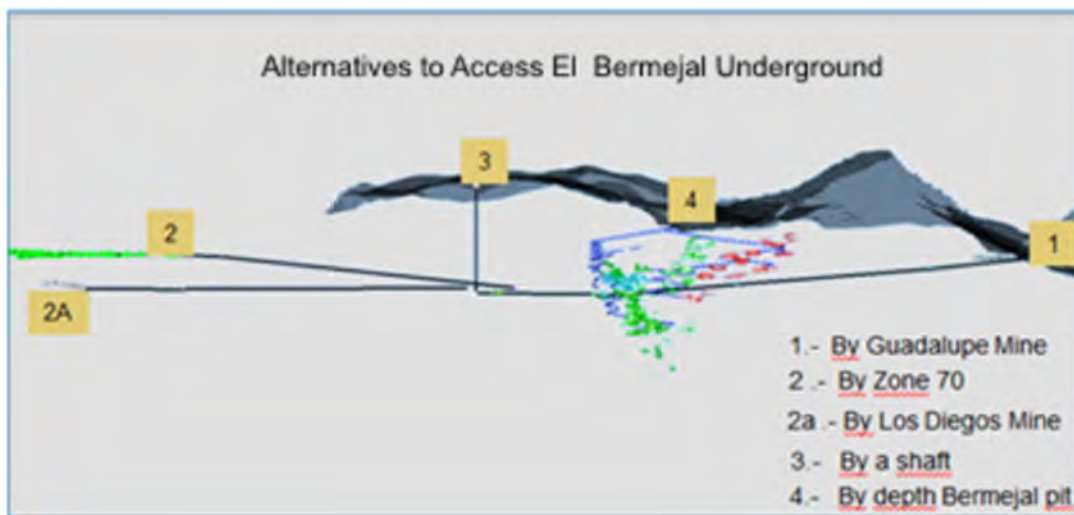 Alternatives to Access El Bermejal Underground
3
4
2
1
2A
1.- By Guadalupe Mine
2 .- By Zone 70
2a .- By Los Diegos Mine
3.- By a shaft
4.- By depth Bermejal pit